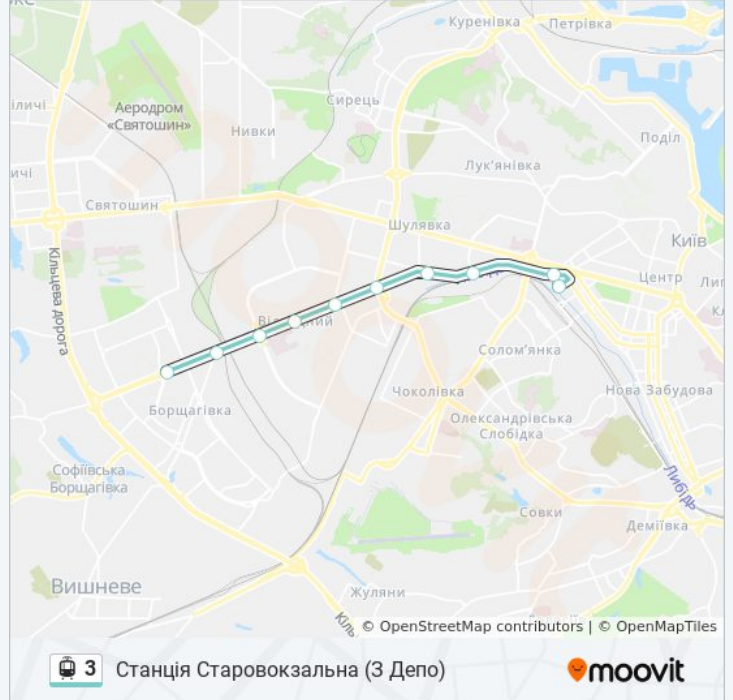 Куренівка
Петрівка
Аеродром
«Святошин»
Сирець
Нивки
Поділ
Лук'янівка
Святошин
Шулявка
Київ
Центр
Кільцева дорога
Солом'янка
Нова Забудова
Чоколівка
Борщагівка
Олександрівська
Слобідка
Софіївська
Борщагівка
Либідь
Совки
Деміївка
Вишневе
Жуляни
Кіль
© OpenStreetMap contributors | © OpenMapTiles
3 Станція Старовокзальна (З Депо)
moovit